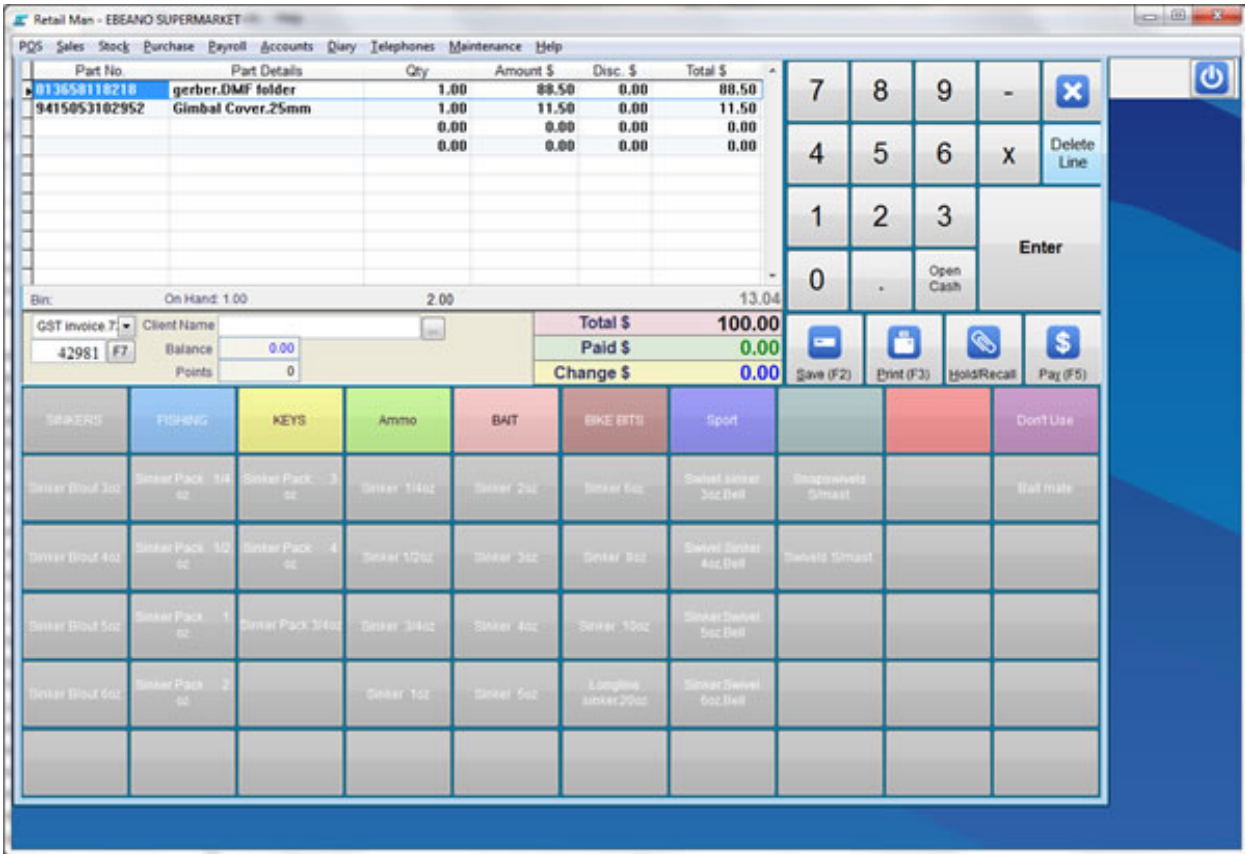 Retail Man - EBEANO SUPERMARKET
POS Sales Stock Purchase Payroll Accounts Diary Telephones Maintenance Help
Part No. Part Details Qty Amount $ Disc. $ Total $
013658118218 gerber.DMF folder 1.00 88.50 0.00 88.50
9415053102952 Gimbal Cover.25mm 1.00 11.50 0.00 11.50
0.00 0.00 0.00 0.00
0.00 0.00 0.00 0.00
Bin: On Hand: 1.00 2.00 13.04
7 8 9 -
4 5 6 X Delete Line
1 2 3 Enter
0 . Open Cash
GST invoice Client Name
42981 F7 Balance 0.00
Points 0
Total $ 100.00
Paid $ 0.00
Change $ 0.00
Save (F2) Print (F3) Hold/Recall Pay (F5)
SINKERS FISHING KEYS Ammo BAIT BIKE BITS Sport Don't Use
Sinker Blout 3oz Sinker Pack 1/4 oz Sinker Pack 3 oz Sinker 1/4oz Sinker 2oz Sinker 6oz Swivel sinker 3oz.Bell Snapswivels S/mast Bait mate
Sinker Blout 4oz Sinker Pack 1/2 oz Sinker Pack 4 oz Sinker 1/2oz Sinker 3oz Sinker 8oz Swivel Sinker 4oz.Bell Swivels S/mast
Sinker Blout 5oz Sinker Pack 1 oz Sinker Pack 3/4oz Sinker 3/4oz Sinker 4oz Sinker 10oz Sinker.Swivel 5oz.Bell
Sinker Blout 6oz Sinker Pack 2 oz Sinker 1oz Sinker 5oz Longline sinker.20oz Sinker.Swivel 6oz.Bell